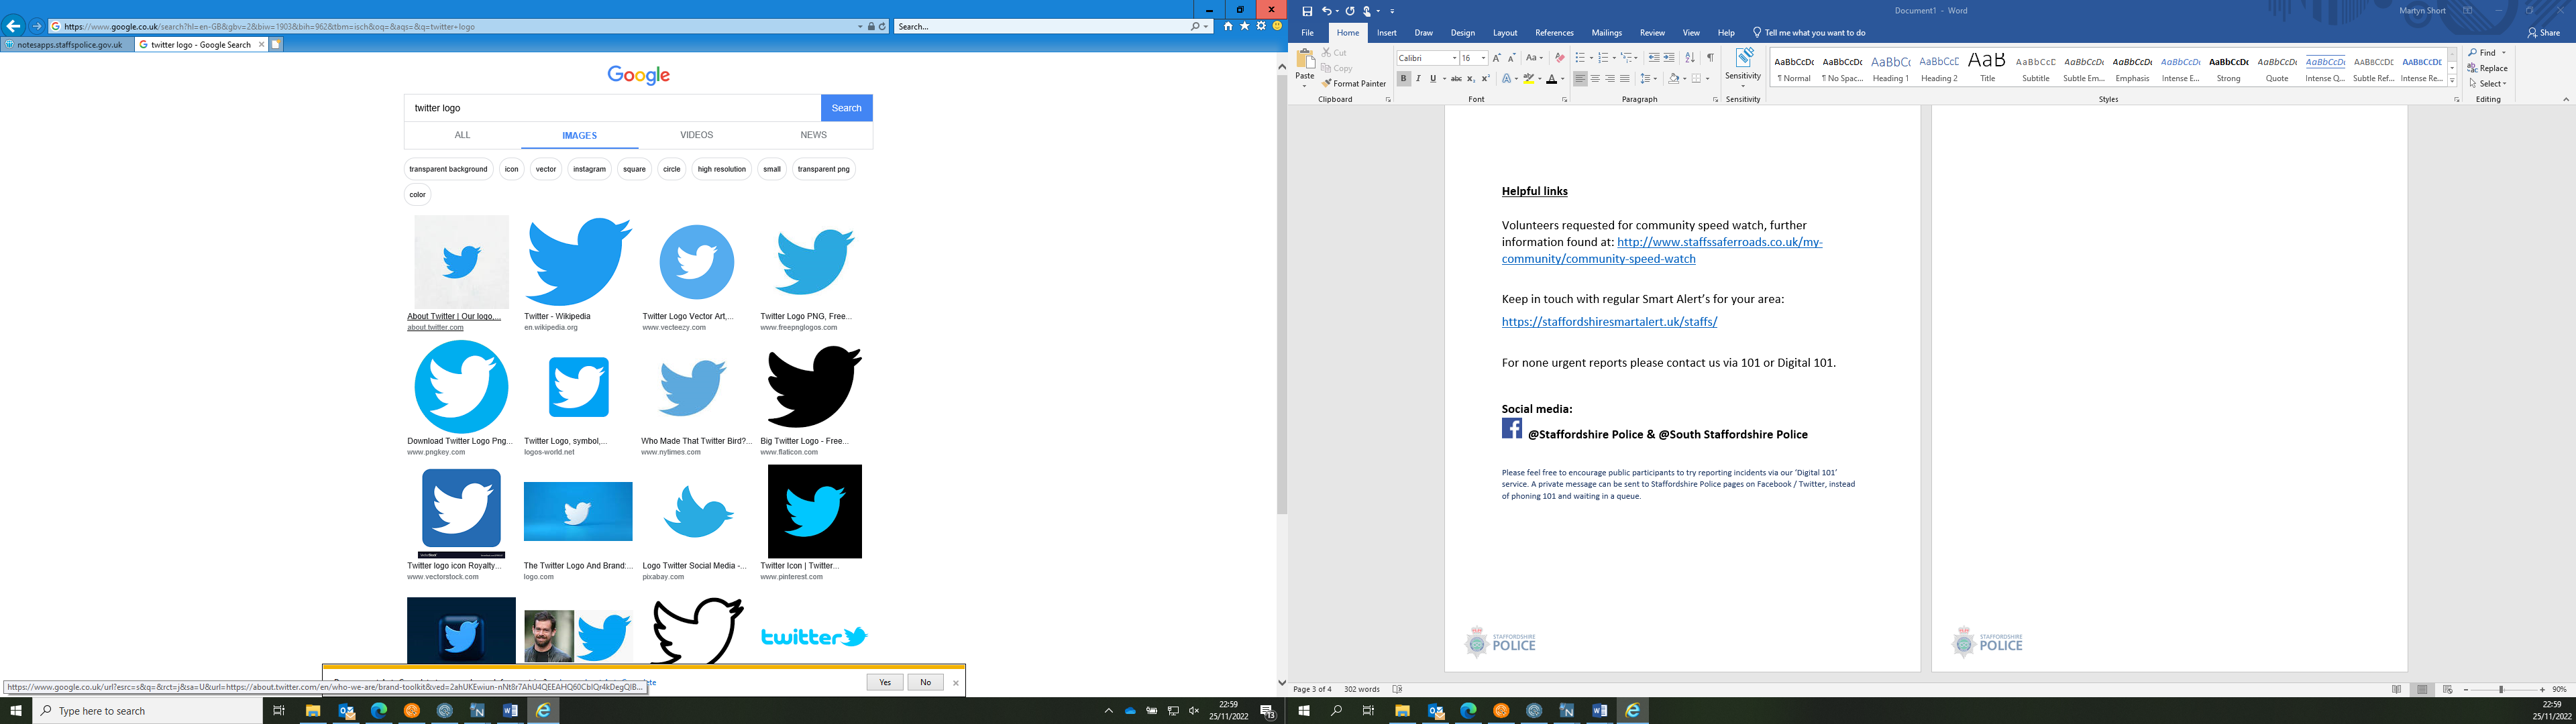 https://www.google.co.uk/search?hl=en-GB&gbv=2&biw=1903&bih=962&tbm=isch&oq=&aqs=&q=twitter+logo
Search...
notesapps.staffspolice.gov.uk
twitter logo - Google Search
Google
twitter logo
Search
ALL
IMAGES
VIDEOS
NEWS
transparent background
icon
vector
instagram
square
circle
high resolution
small
transparent png
color
About Twitter | Our logo,...
about.twitter.com
Twitter - Wikipedia
en.wikipedia.org
Twitter Logo Vector Art,...
www.vecteezy.com
Twitter Logo PNG, Free...
www.freepnglogos.com
Download Twitter Logo Png...
www.pngkey.com
Twitter Logo, symbol,...
logos-world.net
Who Made That Twitter Bird?...
www.nytimes.com
Big Twitter Logo - Free...
www.flaticon.com
Twitter logo icon Royalty...
www.vectorstock.com
The Twitter Logo And Brand:...
logo.com
Logo Twitter Social Media -...
pixabay.com
Twitter Icon | Twitter...
www.pinterest.com
twitter
Yes
No
Type here to search
22:59
25/11/2022
13
Document1 - Word
Martyn Short
File
Home
Insert
Draw
Design
Layout
References
Mailings
Review
View
Help
Tell me what you want to do
Share
Paste
Cut
Copy
Format Painter
Clipboard
Calibri
16
Font
Paragraph
Sensitivity
Sensitivity
AaBbCcDc
¶ Normal
AaBbCcDc
¶ No Spac...
AaBbCc
Heading 1
AaBbCcD
Heading 2
AaB
Title
AaBbCcD
Subtitle
AaBbCcDc
Subtle Em...
AaBbCcDc
Emphasis
AaBbCcDc
Intense E...
AaBbCcDc
Strong
AaBbCcDc
Quote
AaBbCcDc
Intense Q...
AaBbCcDc
Subtle Ref...
AaBbCcDc
Intense Re...
Styles
Find
Replace
Select
Editing
Helpful links
Volunteers requested for community speed watch, further
information found at: http://www.staffssaferroads.co.uk/my-
community/community-speed-watch
Keep in touch with regular Smart Alert’s for your area:
https://staffordshiresmartalert.uk/staffs/
For none urgent reports please contact us via 101 or Digital 101.
Social media:
@Staffordshire Police & @South Staffordshire Police
Please feel free to encourage public participants to try reporting incidents via our ‘Digital 101’
service. A private message can be sent to Staffordshire Police pages on Facebook / Twitter, instead
of phoning 101 and waiting in a queue.
STAFFORDSHIRE
POLICE
STAFFORDSHIRE
POLICE
Page 3 of 4
302 words
90%
22:59
25/11/2022